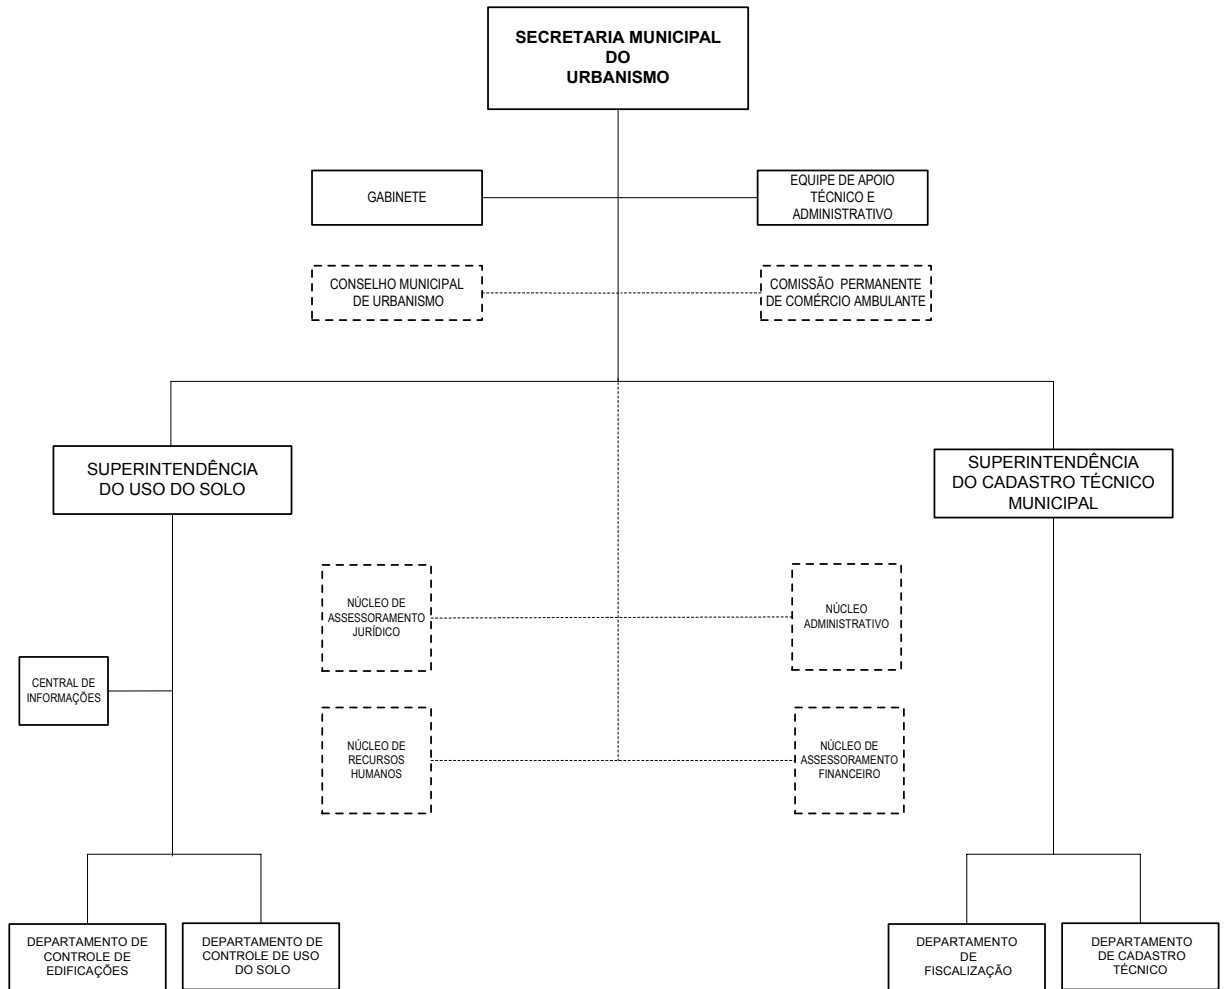 SECRETARIA MUNICIPAL
DO
URBANISMO
GABINETE
EQUIPE DE APOIO
TÉCNICO E
ADMINISTRATIVO
CONSELHO MUNICIPAL
DE URBANISMO
COMISSÃO PERMANENTE
DE COMÉRCIO AMBULANTE
SUPERINTENDÊNCIA
DO USO DO SOLO
SUPERINTENDÊNCIA
DO CADASTRO TÉCNICO
MUNICIPAL
NÚCLEO DE
ASSESSORAMENTO
JURÍDICO
NÚCLEO
ADMINISTRATIVO
CENTRAL DE
INFORMAÇÕES
NÚCLEO DE
RECURSOS
HUMANOS
NÚCLEO DE
ASSESSORAMENTO
FINANCEIRO
DEPARTAMENTO DE
CONTROLE DE
EDIFICAÇÕES
DEPARTAMENTO DE
CONTROLE DE USO
DO SOLO
DEPARTAMENTO
DE
FISCALIZAÇÃO
DEPARTAMENTO
DE CADASTRO
TÉCNICO